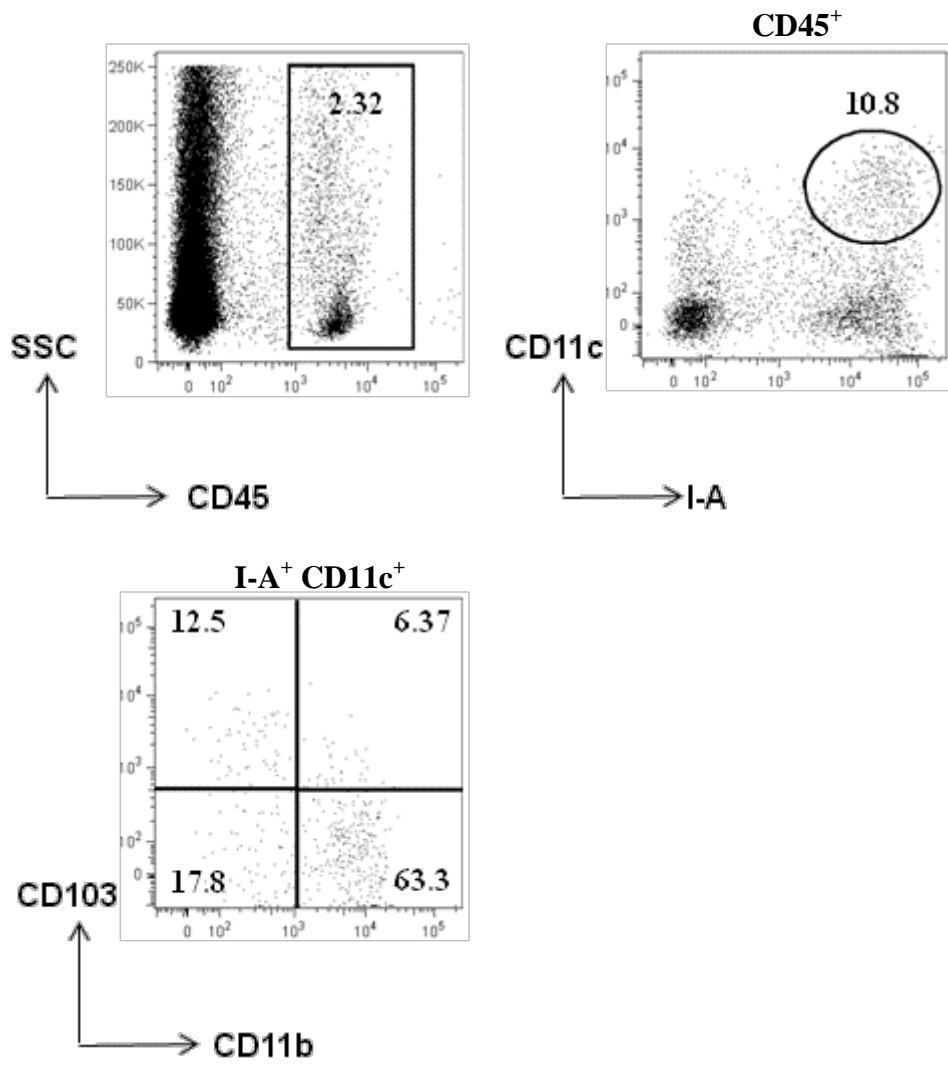 CD45⁺
250K
2.32
200K
150K
100K
50K
0
0 10² 10³ 10⁴ 10⁵
SSC
CD45
10⁵
10.8
10⁴
10³
10²
0
0 10² 10³ 10⁴ 10⁵
CD11c
I-A
I-A⁺ CD11c⁺
12.5 6.37
10⁵
10⁴
10³
10²
0
17.8 63.3
0 10² 10³ 10⁴ 10⁵
CD103
CD11b